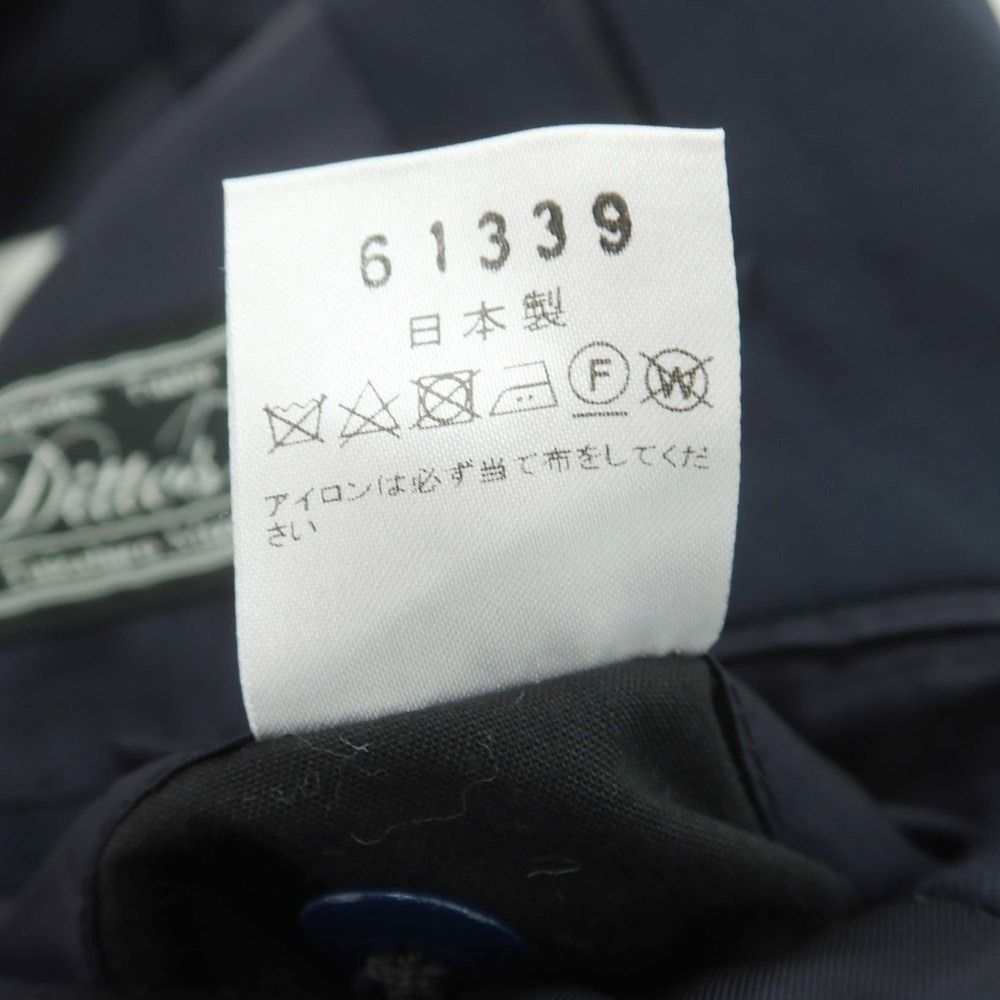 61339
日本製
F W
アイロンは必ず当て布をしてくだ
さい
Dittos